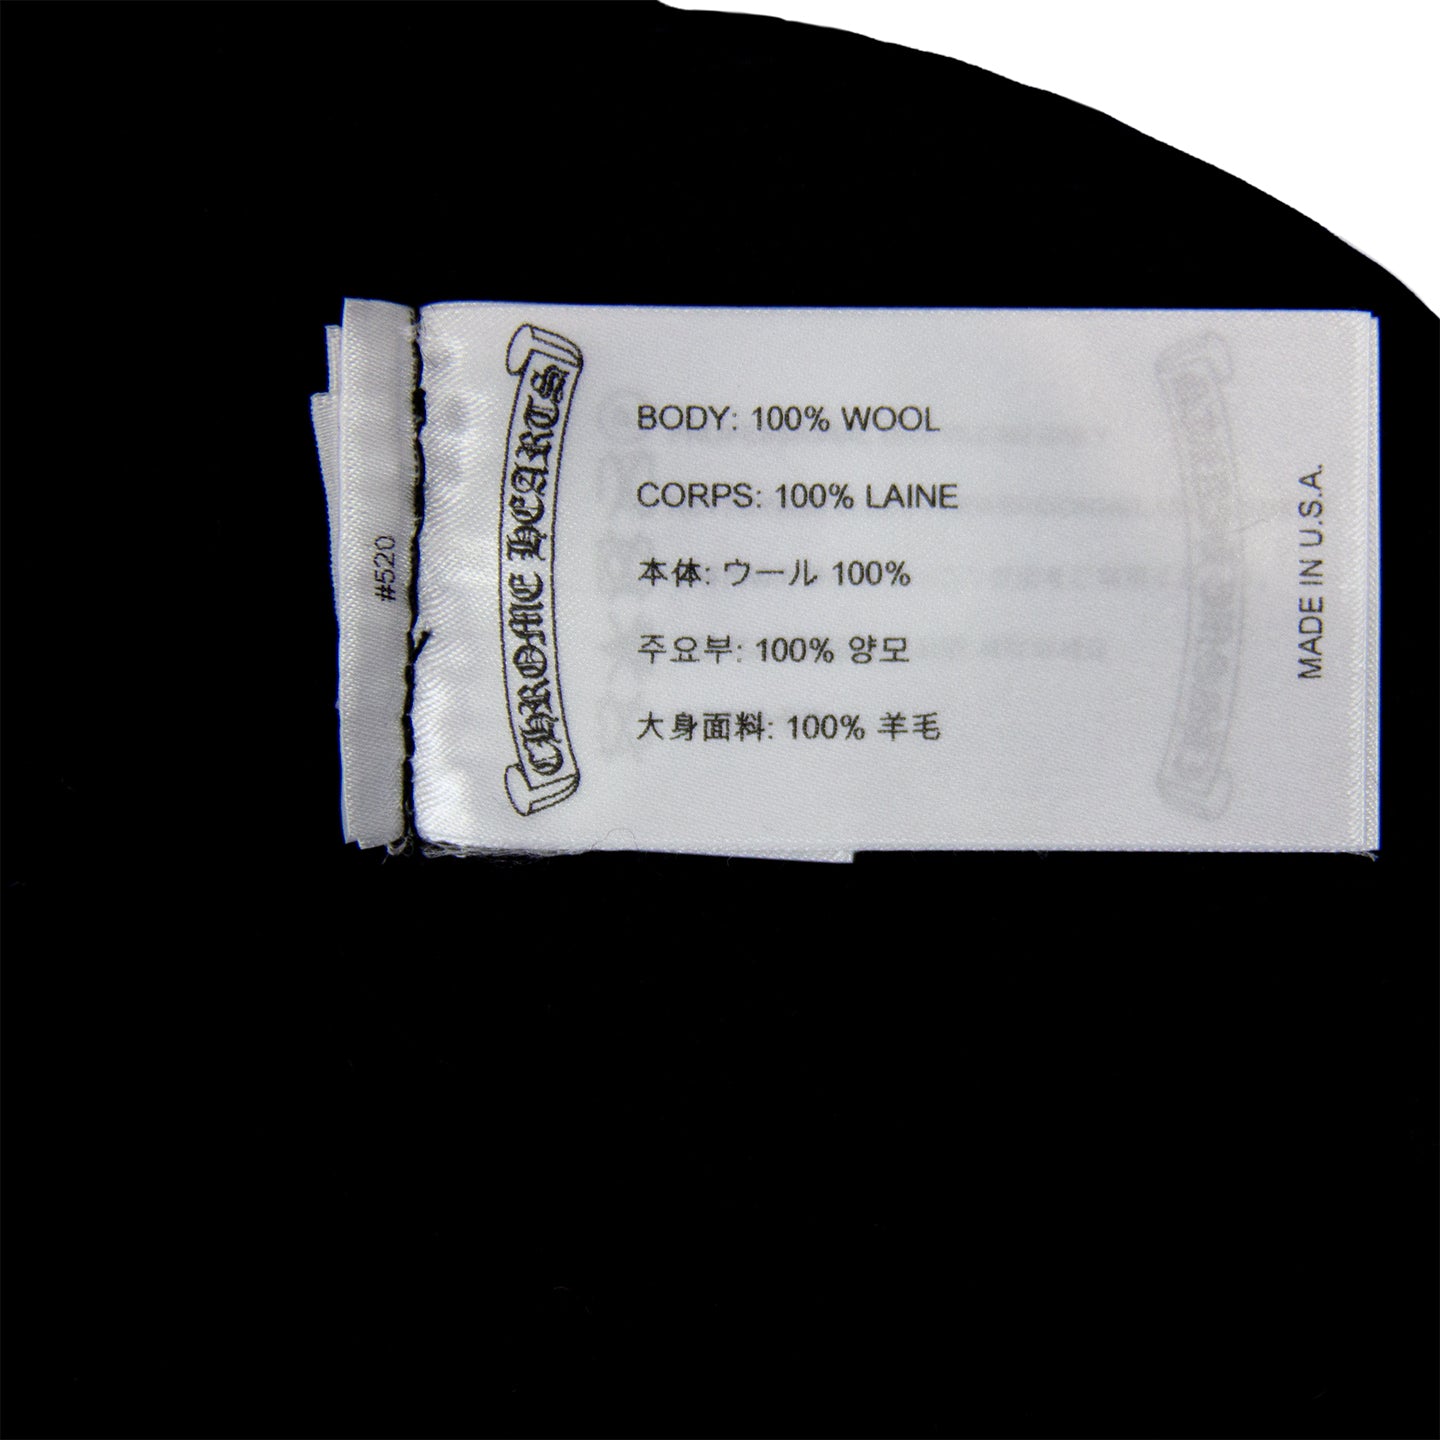 #520
CHROME HEARTS
BODY: 100% WOOL
CORPS: 100% LAINE
本体: ウール 100%
주요부: 100% 양모
大身面料: 100% 羊毛
MADE IN U.S.A.